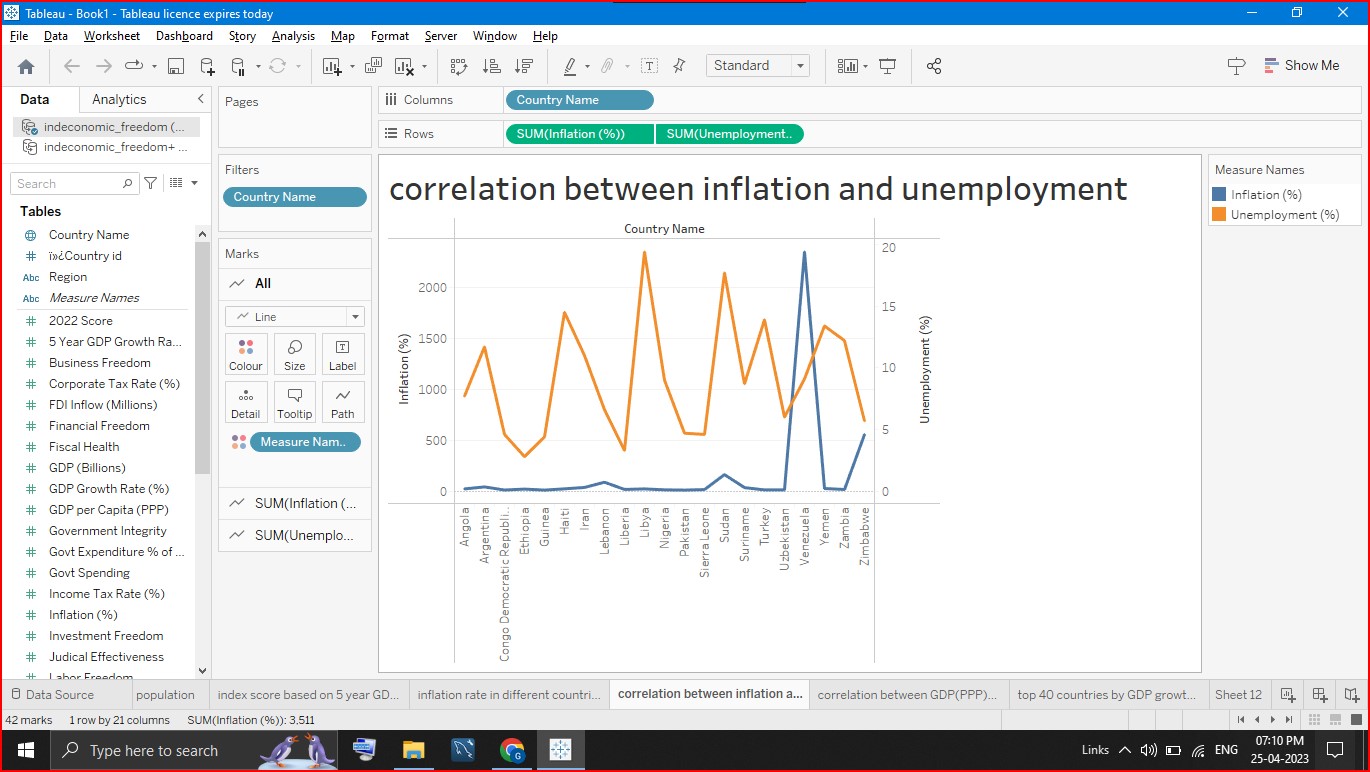 Tableau - Book1 - Tableau licence expires today
File Data Worksheet Dashboard Story Analysis Map Format Server Window Help
Standard
Show Me
Data Analytics
indeconomic_freedom (...
indeconomic_freedom+ ...
Search
Tables
Country Name
ï»¿Country id
Abc Region
Abc Measure Names
2022 Score
5 Year GDP Growth Ra...
Business Freedom
Corporate Tax Rate (%)
FDI Inflow (Millions)
Financial Freedom
Fiscal Health
GDP (Billions)
GDP Growth Rate (%)
GDP per Capita (PPP)
Government Integrity
Govt Expenditure % of ...
Govt Spending
Income Tax Rate (%)
Inflation (%)
Investment Freedom
Judical Effectiveness
Labor Freedom
Pages
Filters
Country Name
Marks
All
Line
Colour Size Label
Detail Tooltip Path
Measure Nam..
SUM(Inflation (...
SUM(Unemplo...
Columns Country Name
Rows SUM(Inflation (%)) SUM(Unemployment..
correlation between inflation and unemployment
Country Name
Inflation (%)
2000
1500
1000
500
0
20
15
10
5
0
Unemployment (%)
Angola
Argentina
Congo Democratic Republi..
Ethiopia
Guinea
Haiti
Iran
Lebanon
Liberia
Libya
Nigeria
Pakistan
Sierra Leone
Sudan
Suriname
Turkey
Uzbekistan
Venezuela
Yemen
Zambia
Zimbabwe
Measure Names
Inflation (%)
Unemployment (%)
Data Source population index score based on 5 year GD... inflation rate in different countri... correlation between inflation a... correlation between GDP(PPP)... top 40 countries by GDP growt... Sheet 12
42 marks 1 row by 21 columns SUM(Inflation (%)): 3,511
Type here to search
Links
ENG
07:10 PM
25-04-2023